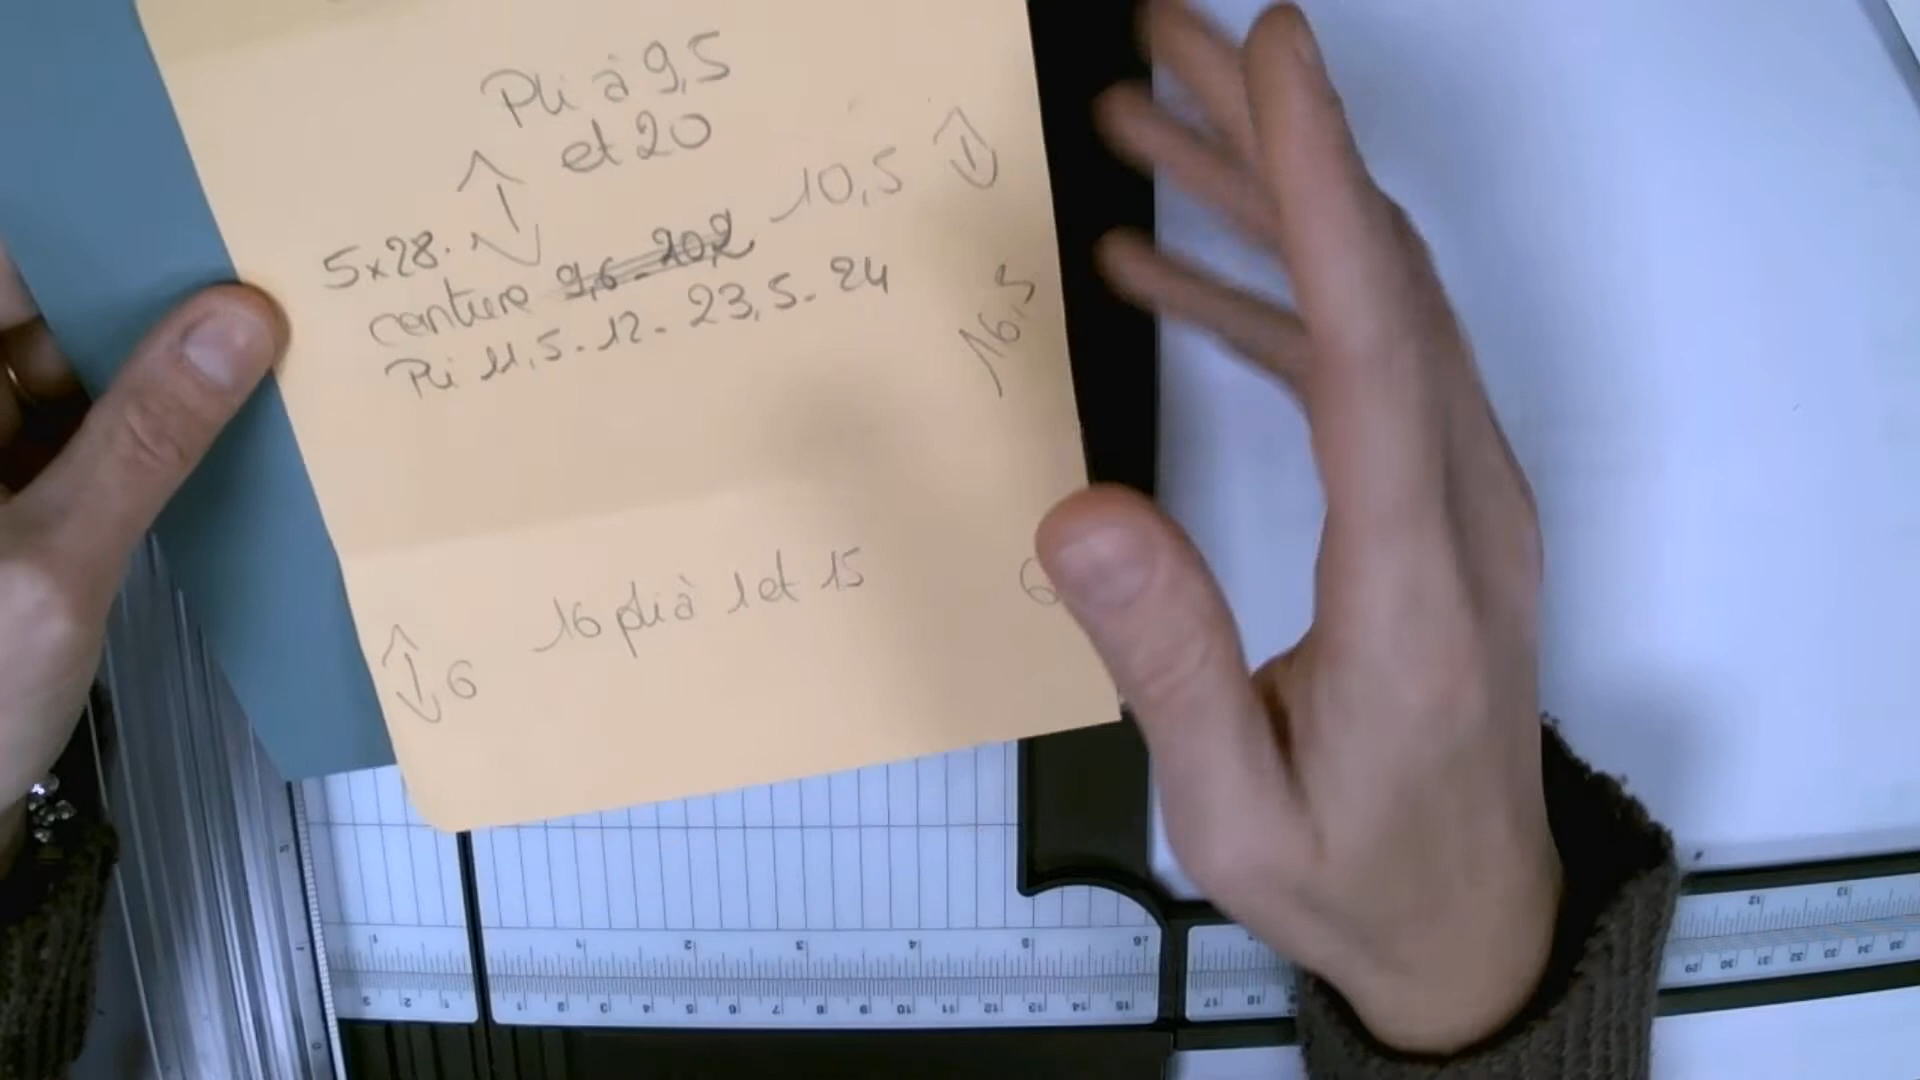 Pli à 9,5
et 20
10,5
5x28.
centure 9,6 - 20,2
Pli 11,5 - 12 - 23,5 - 24
16,5
16 pli à 1 et 15
6
6